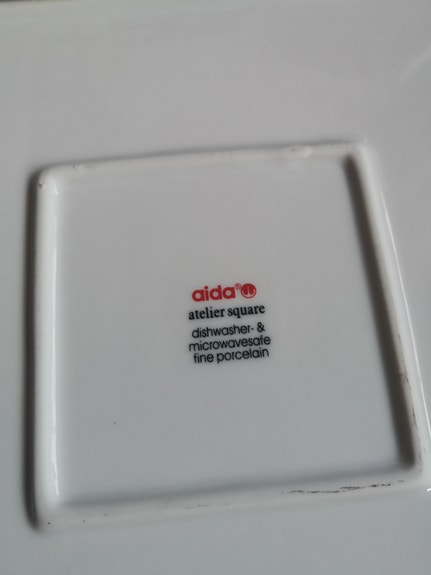 aida®
atelier square
dishwasher- &
microwavesafe
fine porcelain